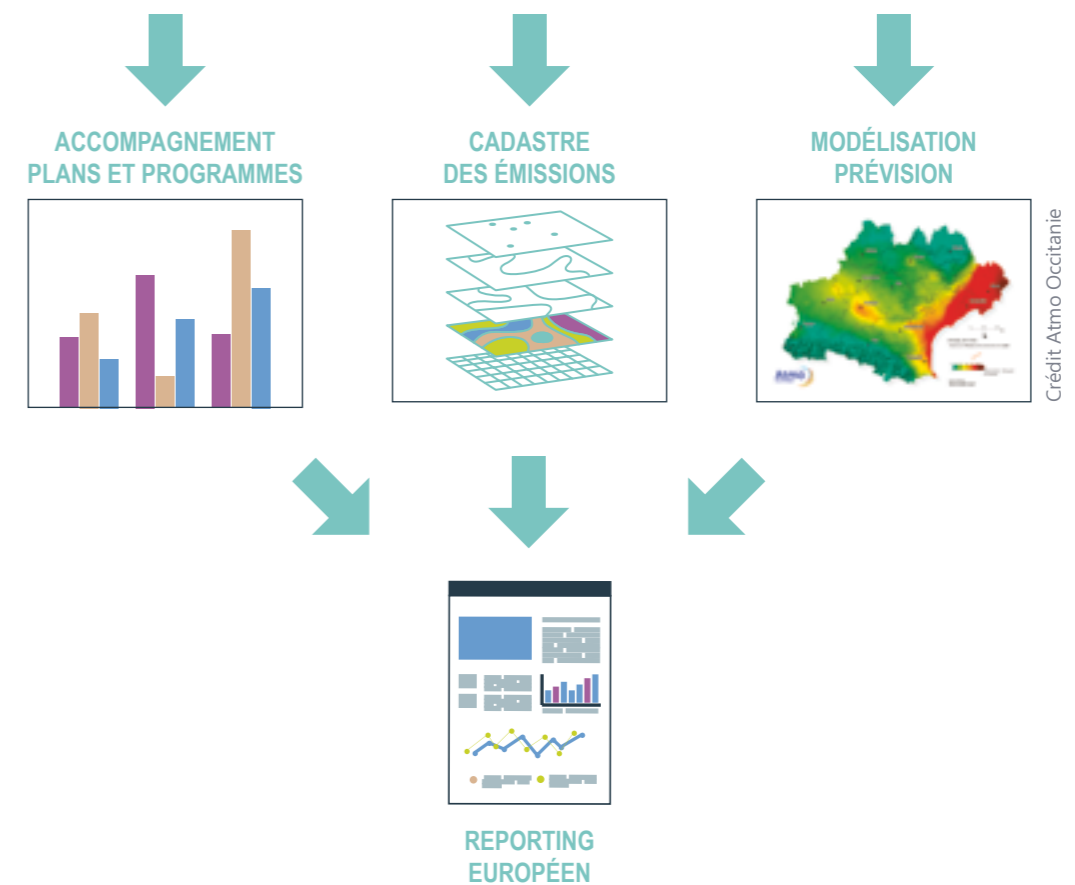 ACCOMPAGNEMENT
PLANS ET PROGRAMMES
CADASTRE
DES ÉMISSIONS
MODÉLISATION
PRÉVISION
Crédit Atmo Occitanie
REPORTING
EUROPÉEN